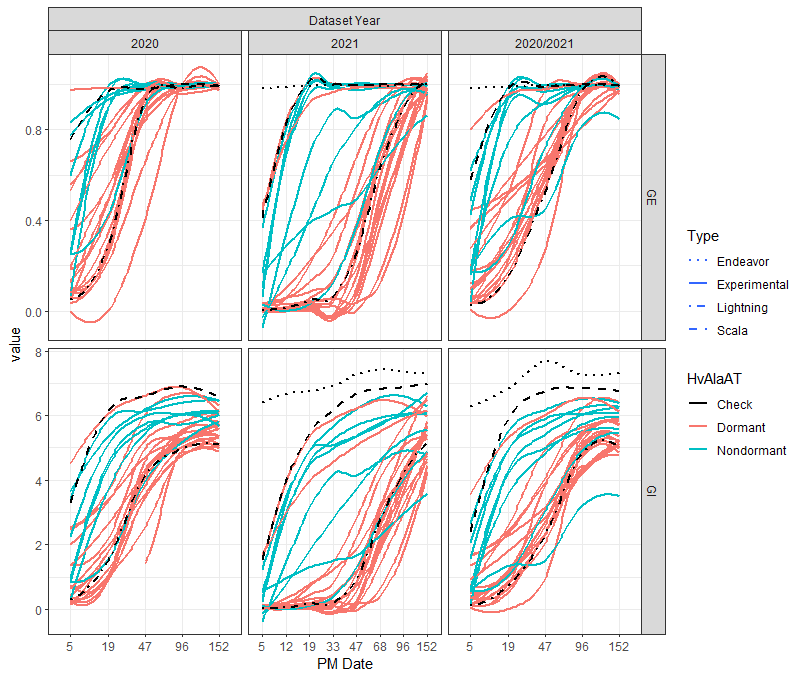 Dataset Year
2020 2021 2020/2021
0.8
0.4
0.0
GE
value
8
6
4
2
0
GI
5 19 47 96 152 5 12 19 33 47 68 96 152 5 19 47 96 152
PM Date
Type
Endeavor
Experimental
Lightning
Scala
HvAlaAT
Check
Dormant
Nondormant